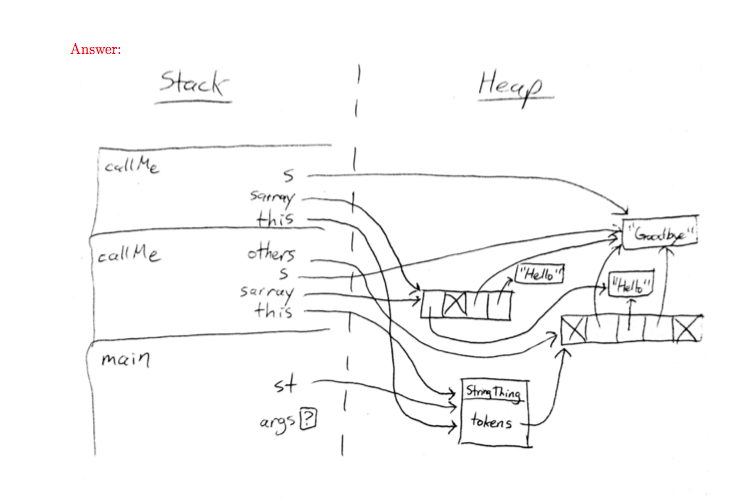 Answer:
Stack
Heap
callMe
s
sarray
this
"Goodbye"
callMe
others
s
sarray
this
"Hello"
"Hello"
main
st
args ?
StringThing
tokens